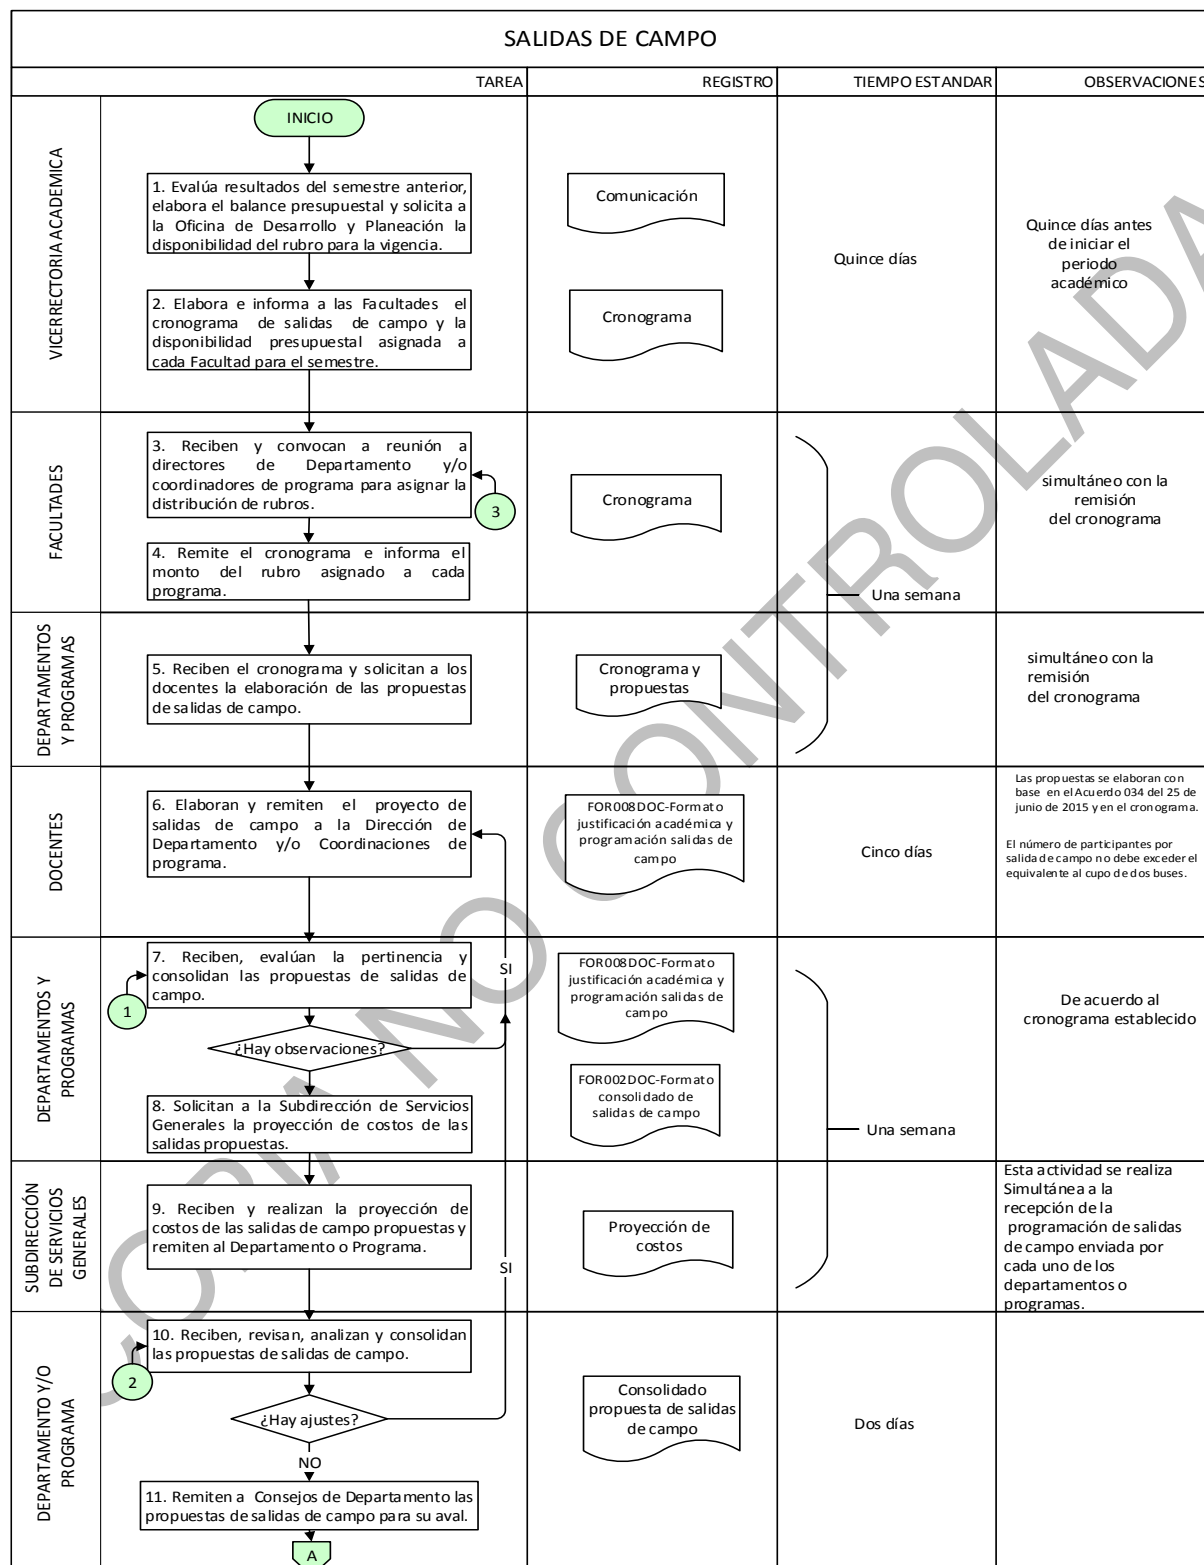 SALIDAS DE CAMPO
TAREA
REGISTRO
TIEMPO ESTANDAR
OBSERVACIONES
VICERRECTORIA ACADEMICA
INICIO
1. Evalúa resultados del semestre anterior,
elabora el balance presupuestal y solicita a
la Oficina de Desarrollo y Planeación la
disponibilidad del rubro para la vigencia.
Comunicación
2. Elabora e informa a las Facultades el
cronograma de salidas de campo y la
disponibilidad presupuestal asignada a
cada Facultad para el semestre.
Cronograma
Quince días
Quince días antes
de iniciar el
periodo
académico
FACULTADES
3. Reciben y convocan a reunión a
directores de Departamento y/o
coordinadores de programa para asignar la
distribución de rubros.
3
4. Remite el cronograma e informa el
monto del rubro asignado a cada
programa.
Cronograma
Una semana
simultáneo con la
remisión
del cronograma
DEPARTAMENTOS
Y PROGRAMAS
5. Reciben el cronograma y solicitan a los
docentes la elaboración de las propuestas
de salidas de campo.
Cronograma y
propuestas
simultáneo con la
remisión
del cronograma
DOCENTES
6. Elaboran y remiten el proyecto de
salidas de campo a la Dirección de
Departamento y/o Coordinaciones de
programa.
FOR008DOC-Formato
justificación académica y
programación salidas de
campo
Cinco días
Las propuestas se elaboran con
base en el Acuerdo 034 del 25 de
junio de 2015 y en el cronograma.
El número de participantes por
salida de campo no debe exceder el
equivalente al cupo de dos buses.
DEPARTAMENTOS Y
PROGRAMAS
7. Reciben, evalúan la pertinencia y
consolidan las propuestas de salidas de
campo.
1
SI
¿Hay observaciones?
8. Solicitan a la Subdirección de Servicios
Generales la proyección de costos de las
salidas propuestas.
FOR008DOC-Formato
justificación académica y
programación salidas de
campo
FOR002DOC-Formato
consolidado de
salidas de campo
Una semana
De acuerdo al
cronograma establecido
SUBDIRECCIÓN
DE SERVICIOS
GENERALES
9. Reciben y realizan la proyección de
costos de las salidas de campo propuestas y
remiten al Departamento o Programa.
SI
Proyección de
costos
Esta actividad se realiza
Simultánea a la
recepción de la
programación de salidas
de campo enviada por
cada uno de los
departamentos o
programas.
DEPARTAMENTO Y/O
PROGRAMA
10. Reciben, revisan, analizan y consolidan
las propuestas de salidas de campo.
2
¿Hay ajustes?
NO
11. Remiten a Consejos de Departamento las
propuestas de salidas de campo para su aval.
A
Consolidado
propuesta de salidas
de campo
Dos días
COPIA NO CONTROLADA